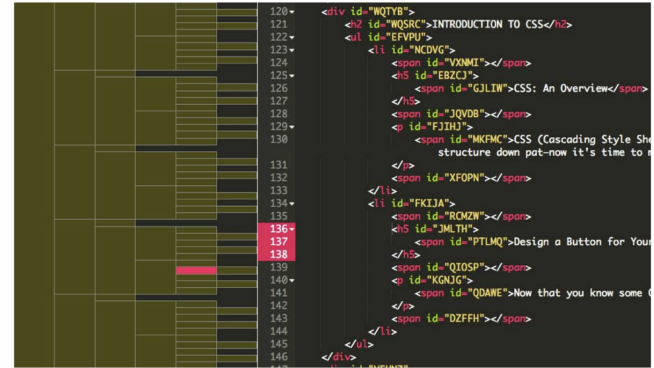 120 <div id="WQTYB">
121 <h2 id="WQSRC">INTRODUCTION TO CSS</h2>
122 <ul id="EFVPU">
123 <li id="NCDVG">
124 <span id="VXNMI"></span>
125 <h5 id="EBZCJ">
126 <span id="GJLIW">CSS: An Overview</span>
127 </h5>
128 <span id="JQVDB"></span>
129 <p id="FJIHJ">
130 <span id="MKFMC">CSS (Cascading Style She
structure down pat—now it's time to m
131 </p>
132 <span id="XFOPN"></span>
133 </li>
134 <li id="FKIJA">
135 <span id="RCMZW"></span>
136 <h5 id="JMLTH">
137 <span id="PTLMQ">Design a Button for Your
138 </h5>
139 <span id="QIOSP"></span>
140 <p id="KGNJG">
141 <span id="QDAWE">Now that you know some
142 </p>
143 <span id="DZFFH"></span>
144 </li>
145 </ul>
146 </div>